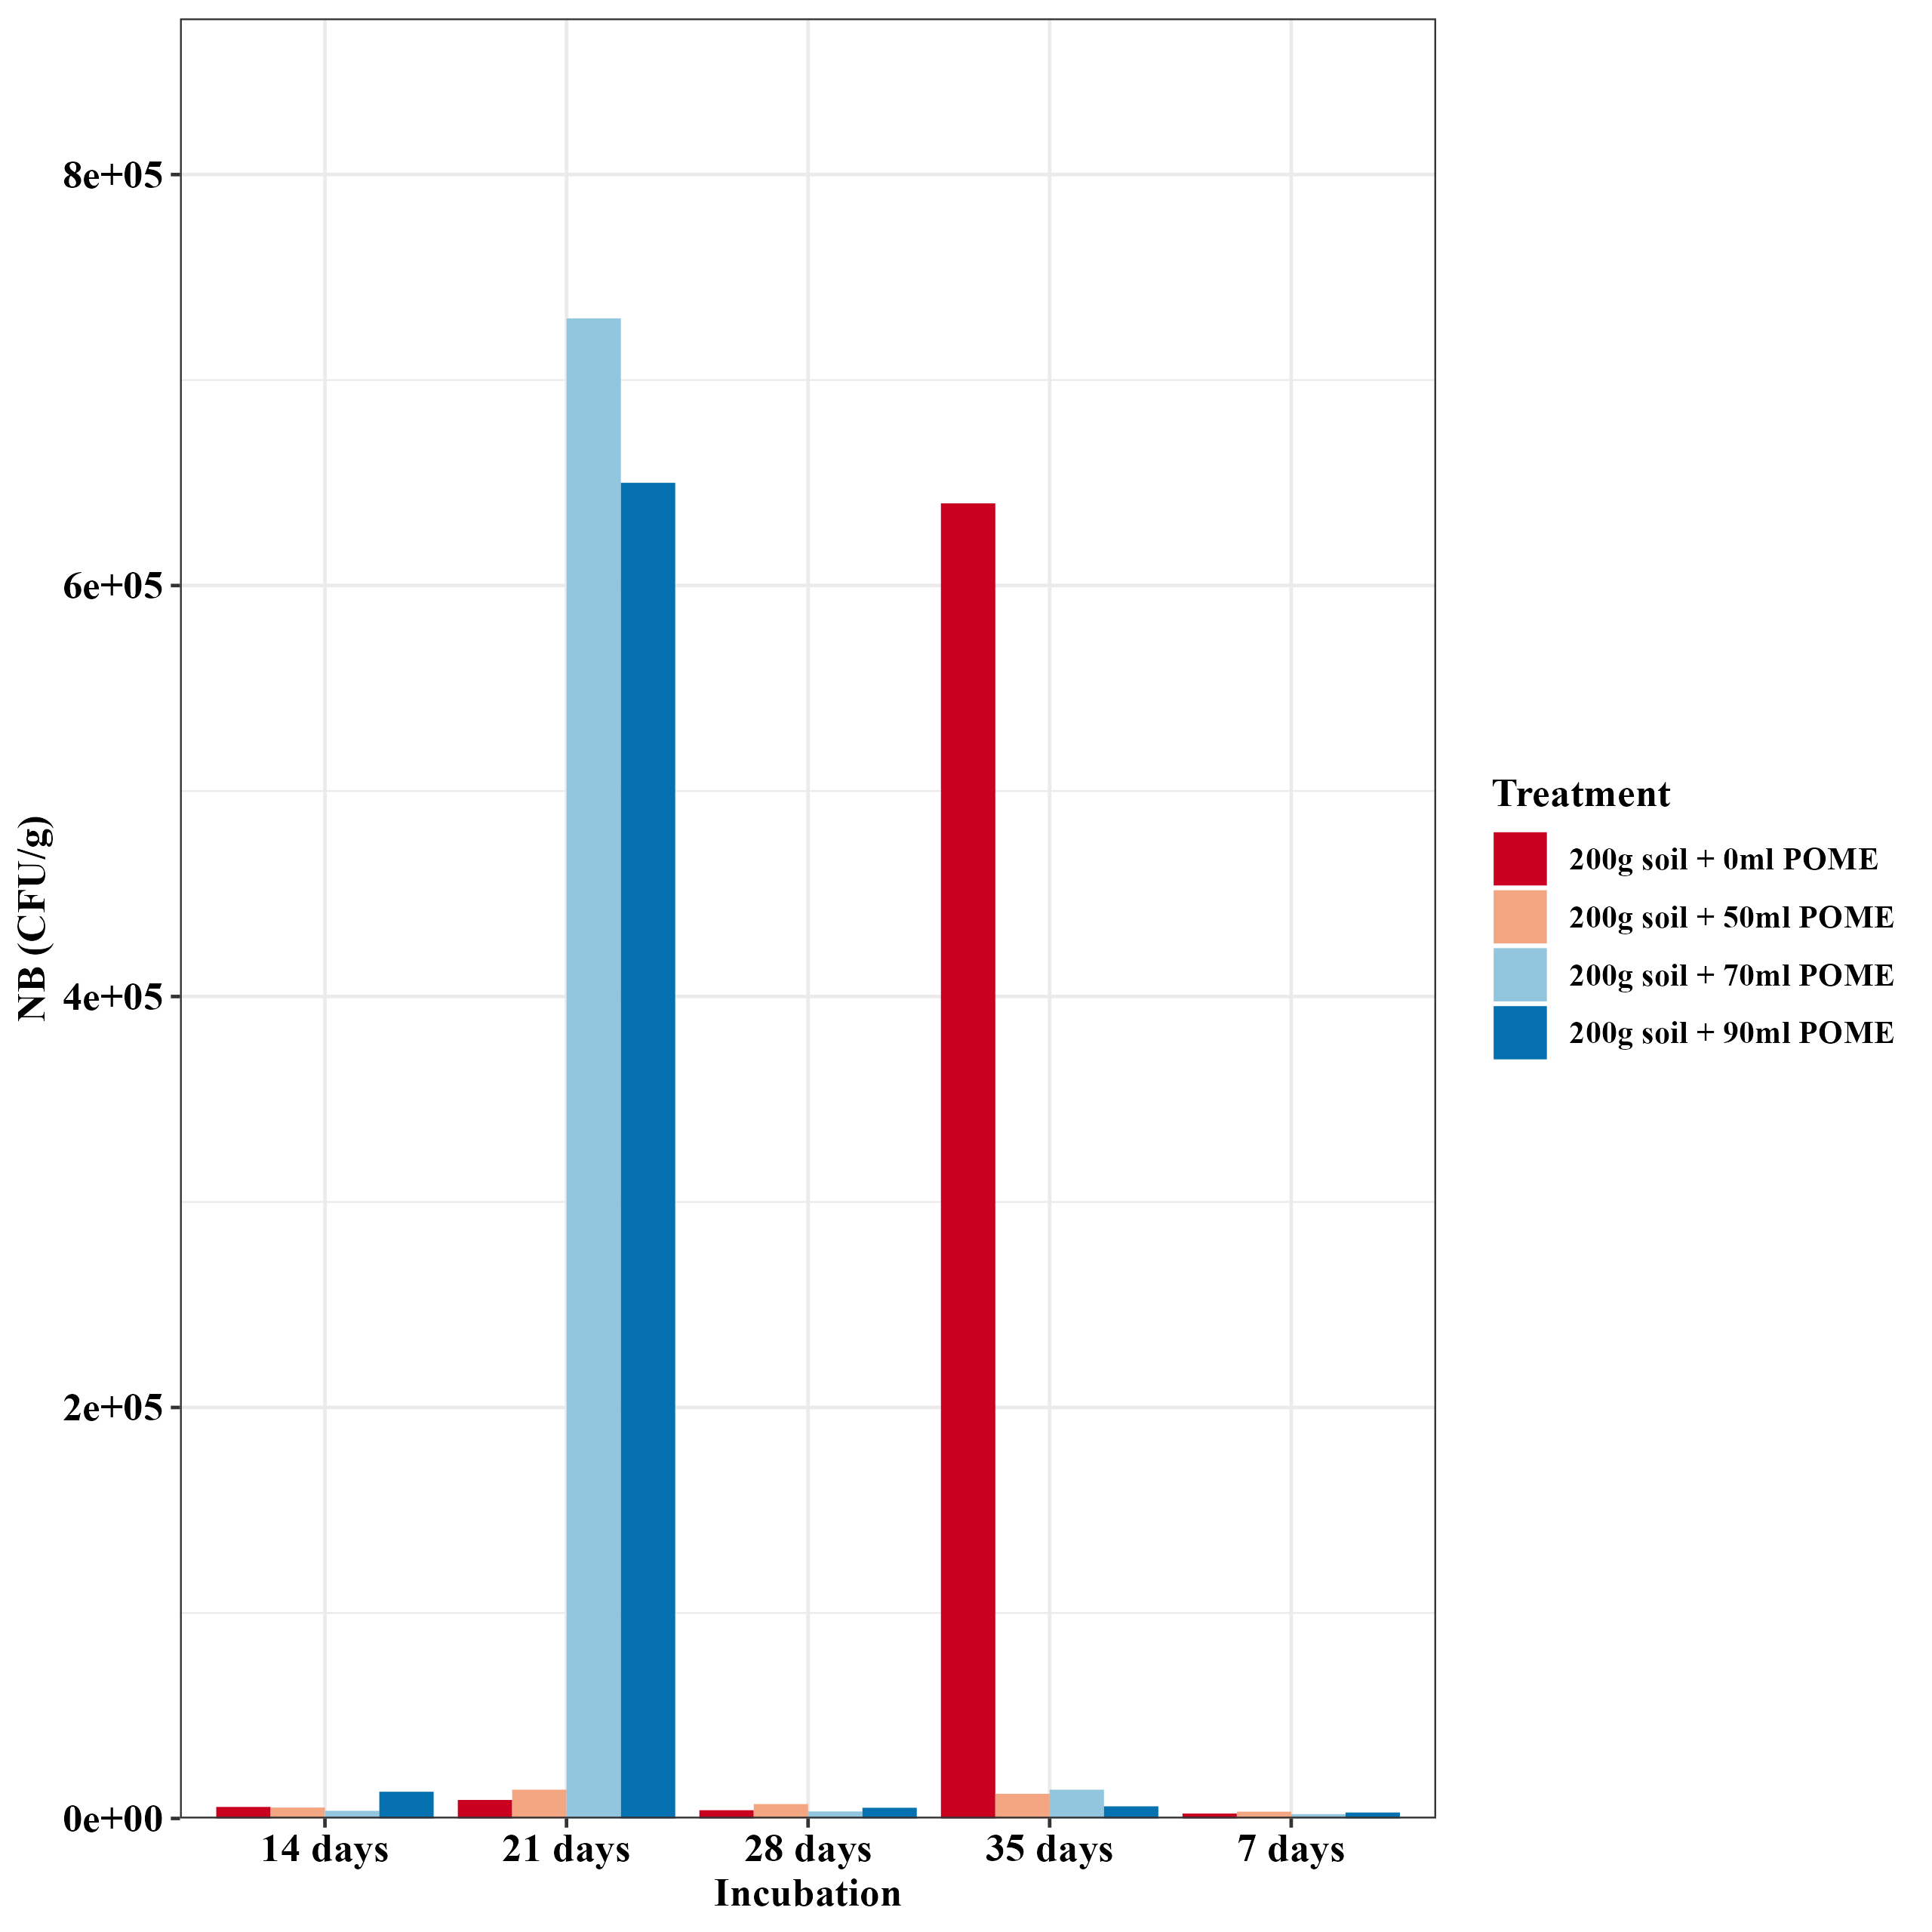 NB (CFU/g)
8e+05
6e+05
4e+05
2e+05
0e+00
14 days
21 days
28 days
35 days
7 days
Incubation
Treatment
200g soil + 0ml POME
200g soil + 50ml POME
200g soil + 70ml POME
200g soil + 90ml POME